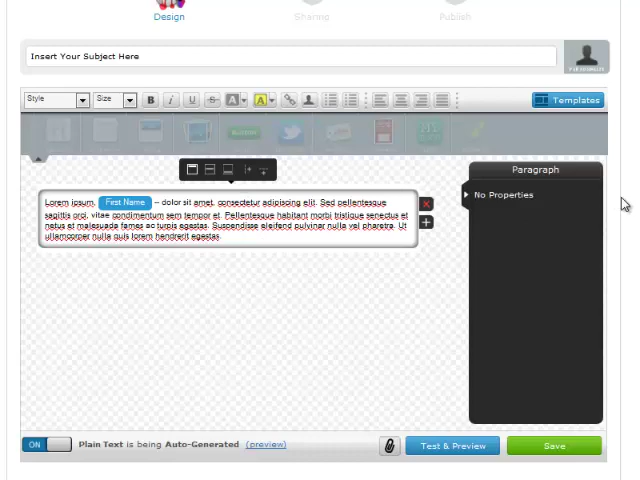 Design
Sharing
Publish
Insert Your Subject Here
Style
Size
B i U S A A
Templates
Paragraph
No Properties
Lorem ipsum, First Name – dolor sit amet, consectetur adipiscing elit. Sed pellentesque
sagittis orci, vitae condimentum sem tempor et. Pellentesque habitant morbi tristique senectus et
netus et malesuada fames ac turpis egestas. Suspendisse eleifend pulvinar nulla vel pharetra. Ut
ullamcorper nulla quis lorem hendrerit egestas.
ON
Plain Text is being Auto-Generated (preview)
Test & Preview
Save